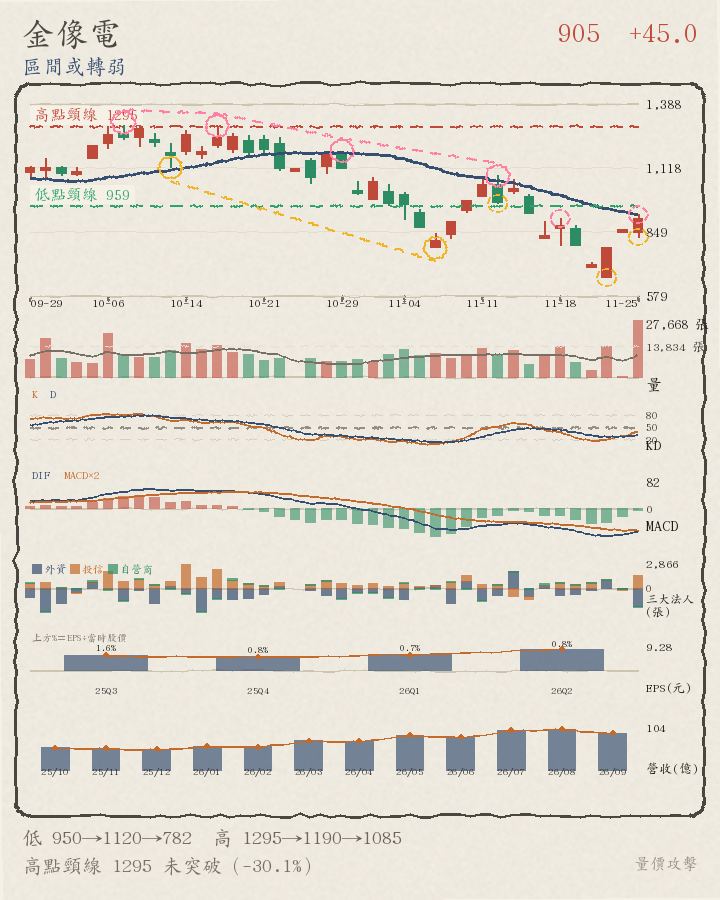 金像電
905 +45.0
區間或轉弱
高點頸線 1295
低點頸線 959
1,388
1,118
849
579
09-29 10-06 10-14 10-21 10-29 11-04 11-11 11-18 11-25
27,668 張
13,834 張
量
K D
80
50
20
KD
DIF MACD×2
82
0
MACD
外資 投信 自營商
2,866
0
三大法人
(張)
上方%=EPS÷當時股價
1.6% 0.8% 0.7% 0.8%
9.28
25Q3 25Q4 26Q1 26Q2
EPS(元)
104
25/10 25/11 25/12 26/01 26/02 26/03 26/04 26/05 26/06 26/07 26/08 26/09
營收(億)
低 950→1120→782 高 1295→1190→1085
高點頸線 1295 未突破 (-30.1%)
量價攻擊